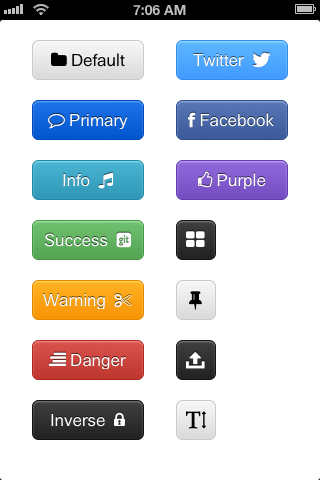 7:06 AM
Default
Twitter
Primary
f Facebook
Info
Purple
Success git
Warning
Danger
Inverse
T